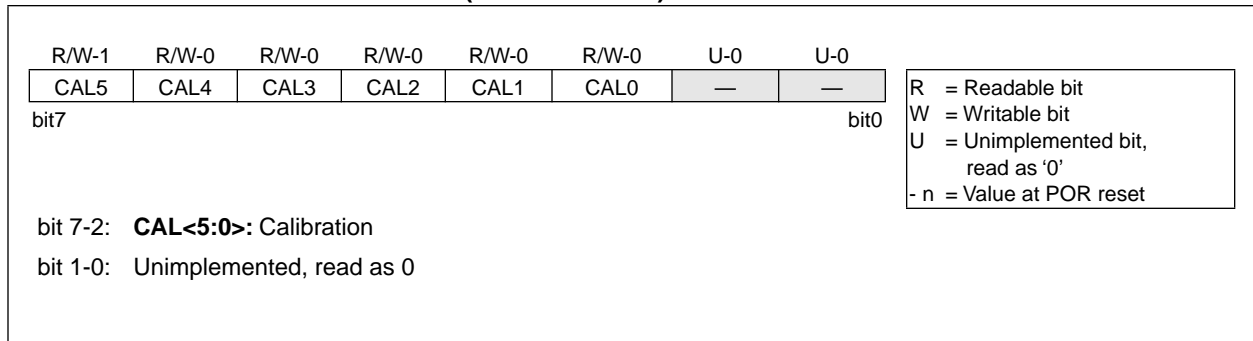 R/W-1 R/W-0 R/W-0 R/W-0 R/W-0 R/W-0 U-0 U-0
CAL5 CAL4 CAL3 CAL2 CAL1 CAL0 — —
bit7 bit0
R = Readable bit
W = Writable bit
U = Unimplemented bit,
read as ‘0’
- n = Value at POR reset
bit 7-2: CAL<5:0>: Calibration
bit 1-0: Unimplemented, read as 0